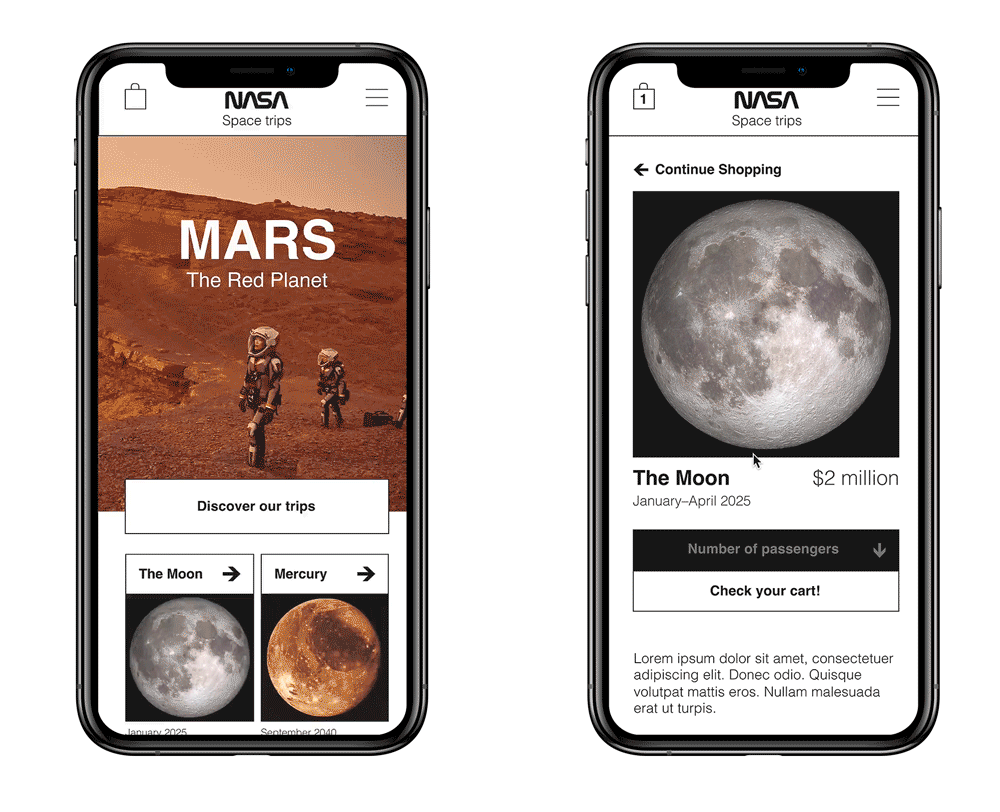 NASA
Space trips
MARS
The Red Planet
Discover our trips
The Moon
Mercury
January 2025
September 2040
1
NASA
Space trips
Continue Shopping
The Moon
$2 million
January–April 2025
Number of passengers
Check your cart!
Lorem ipsum dolor sit amet, consectetuer
adipiscing elit. Donec odio. Quisque
volutpat mattis eros. Nullam malesuada
erat ut turpis.